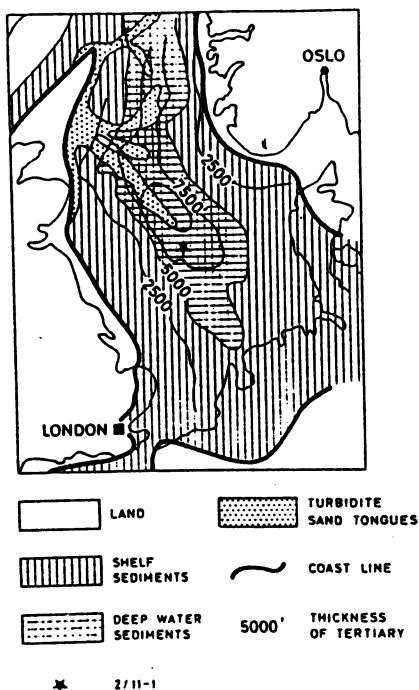 OSLO
2500
7500
5000
2500
LONDON
LAND
TURBIDITE
SAND TONGUES
SHELF
SEDIMENTS
COAST LINE
DEEP WATER
SEDIMENTS
5000'
THICKNESS
OF TERTIARY
2/11-1